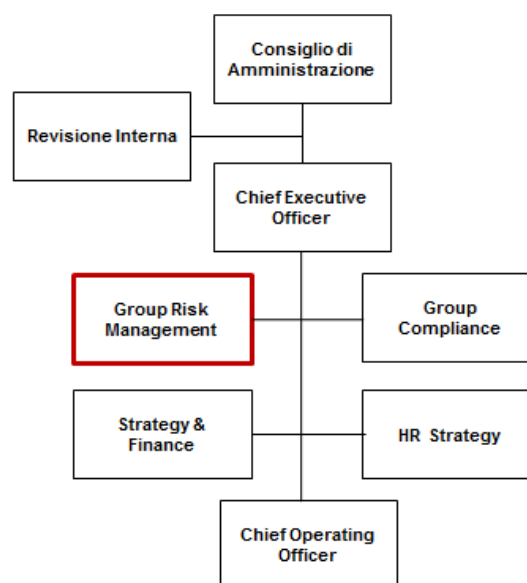 Consiglio di
Amministrazione
Revisione Interna
Chief Executive
Officer
Group Risk
Management
Group
Compliance
Strategy &
Finance
HR Strategy
Chief Operating
Officer